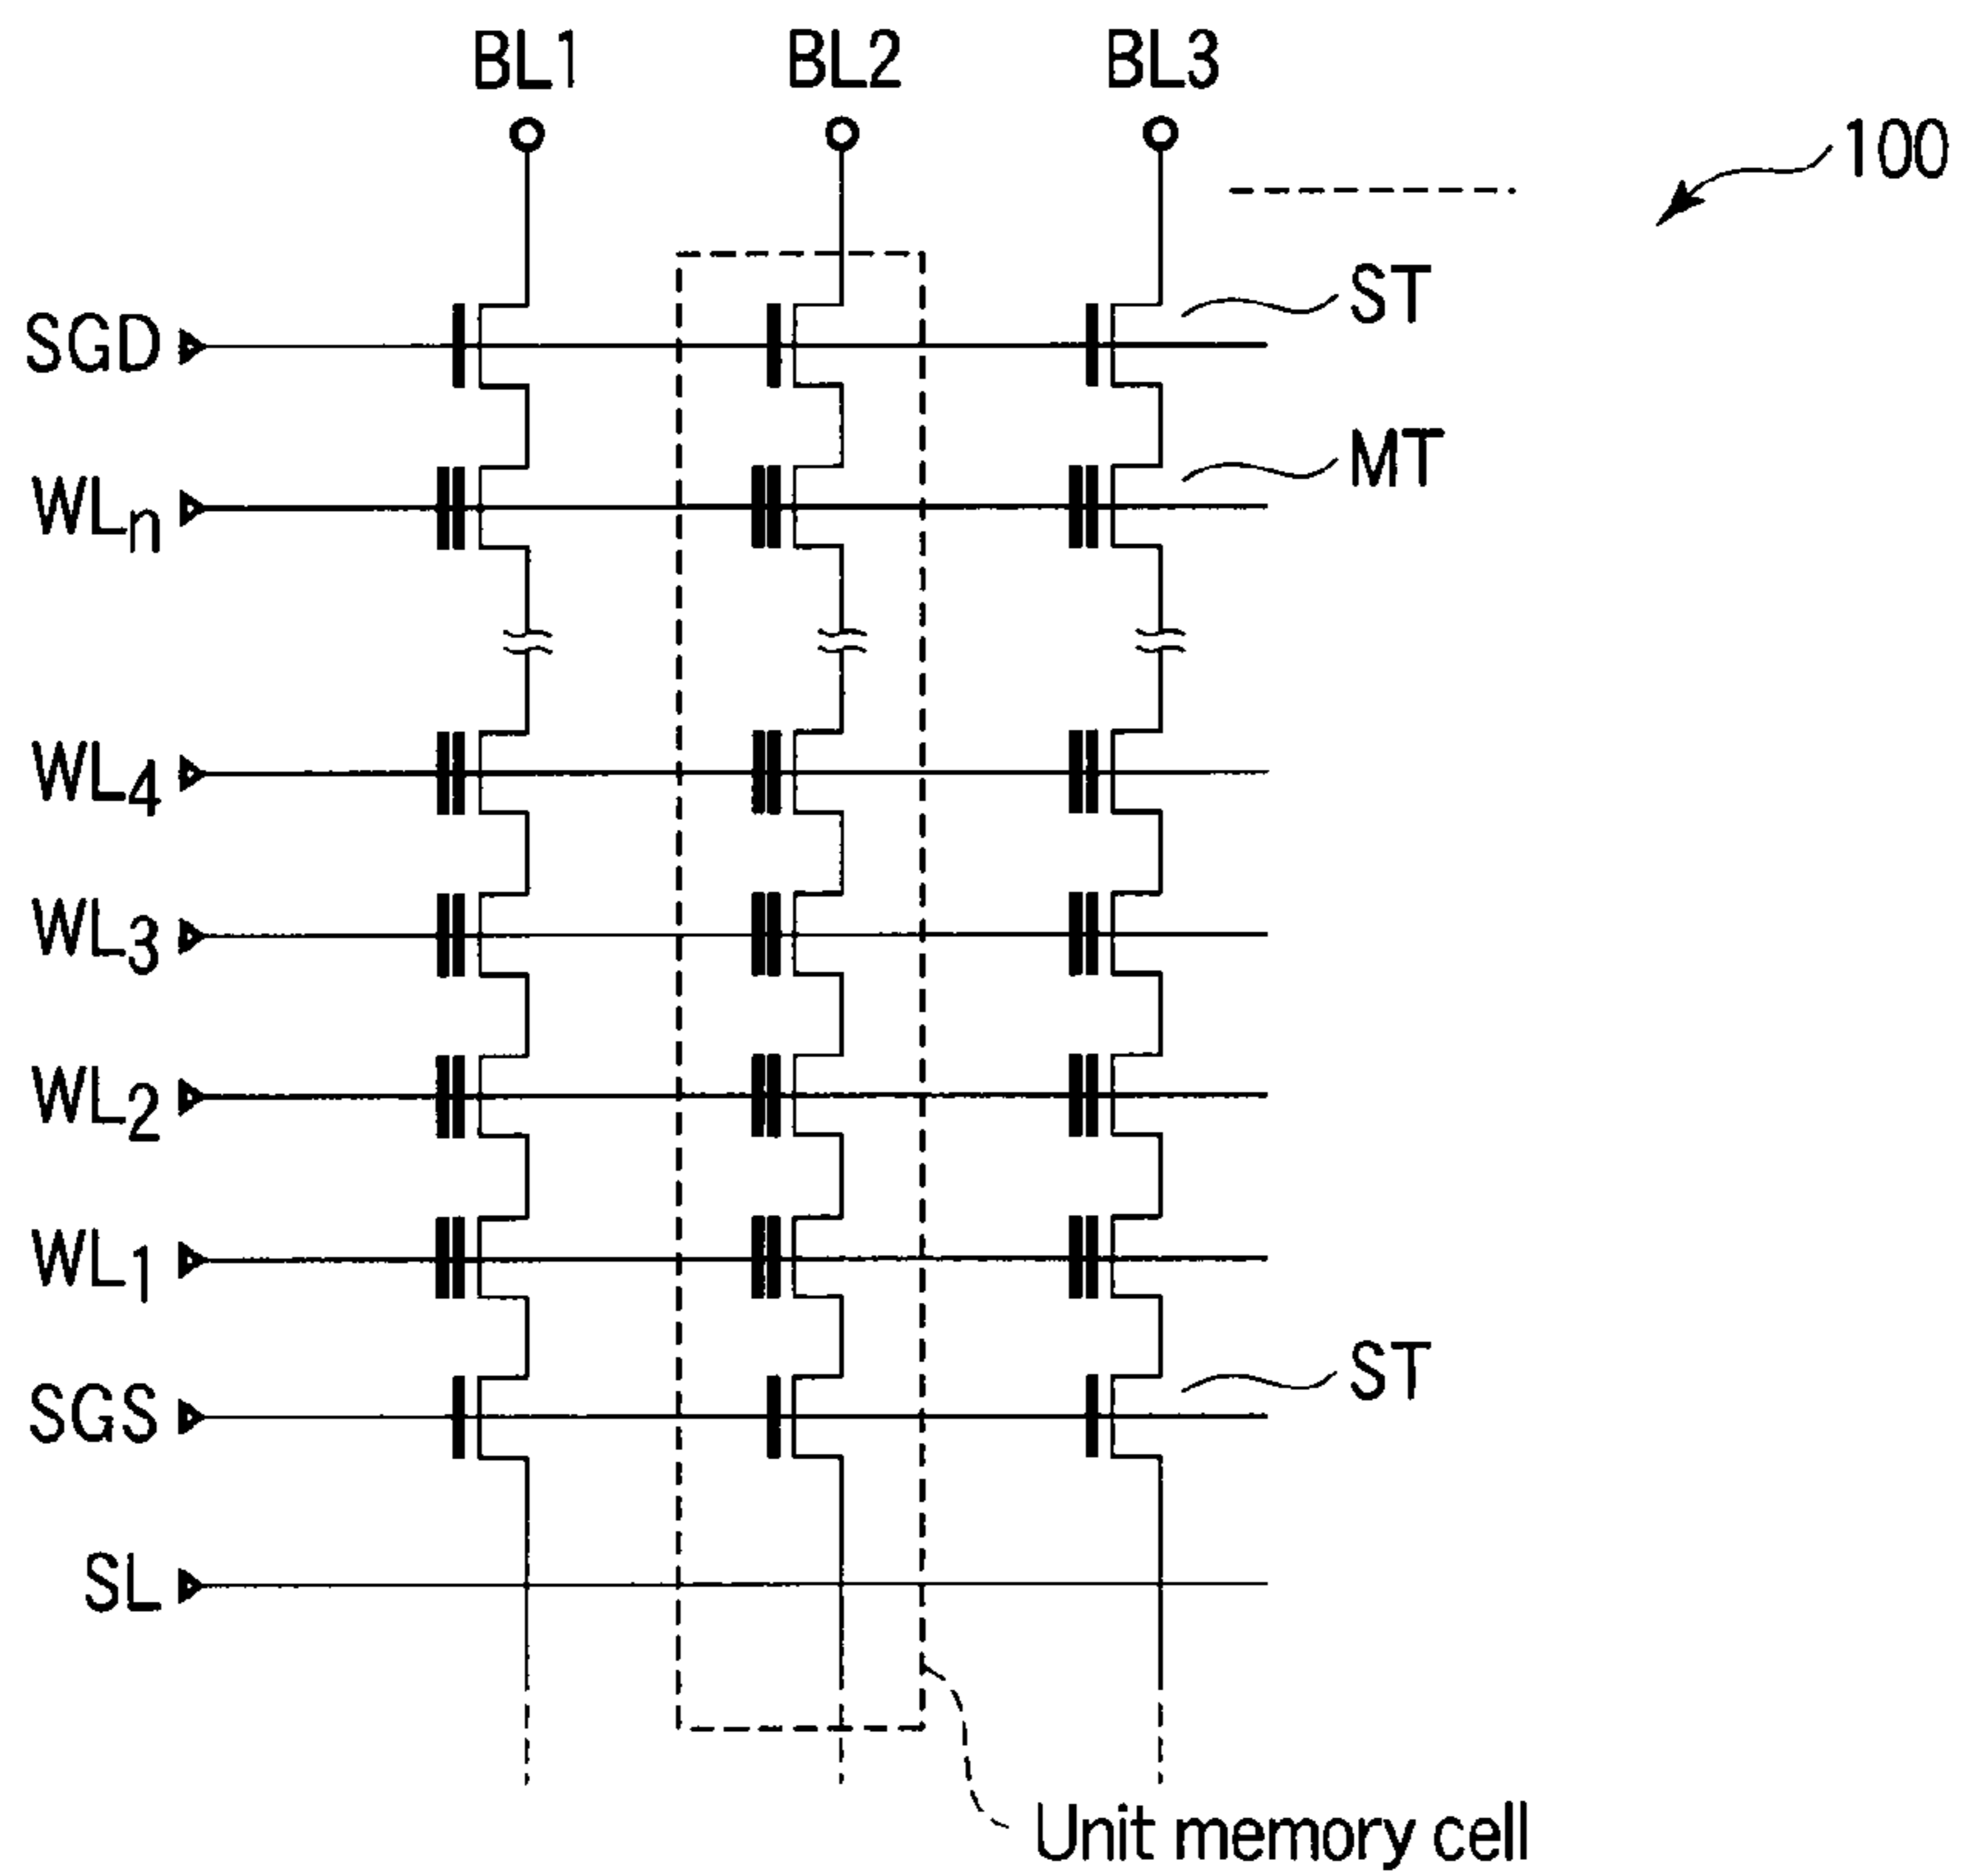 BL1 BL2 BL3
100
SGD
ST
WLn
MT
WL4
WL3
WL2
WL1
SGS
ST
SL
Unit memory cell